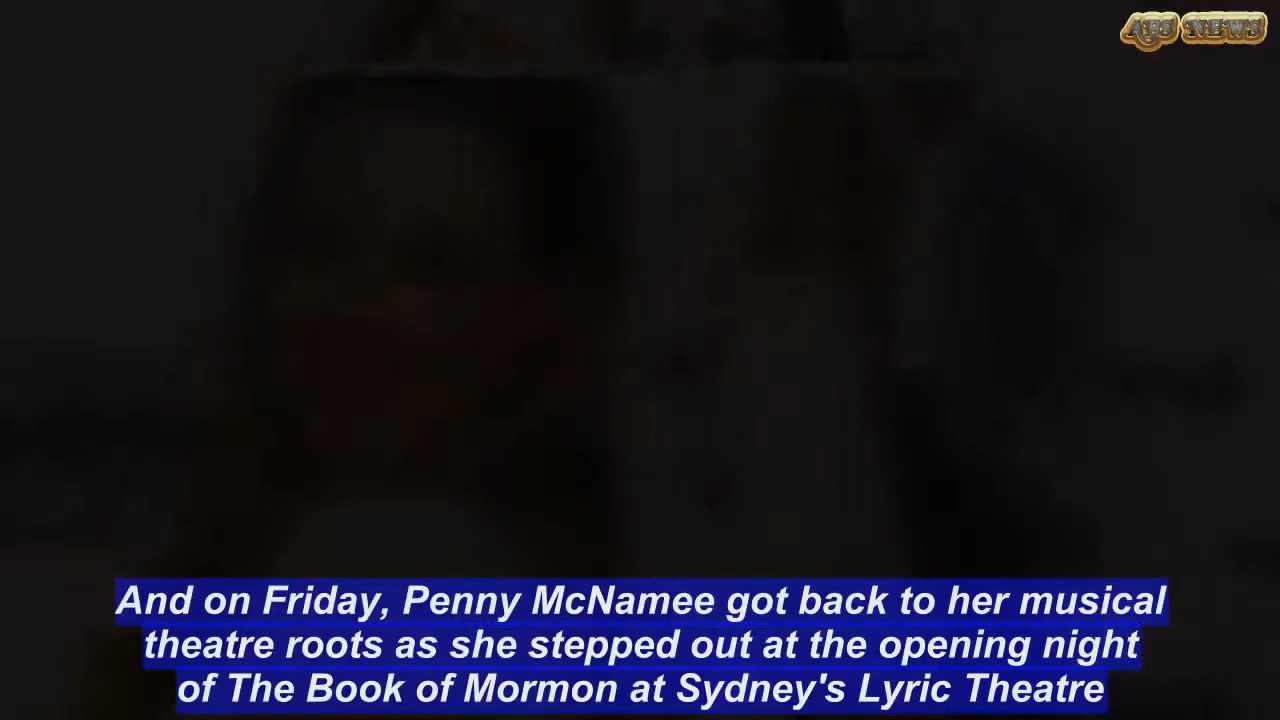 ARS NEWS
And on Friday, Penny McNamee got back to her musical
theatre roots as she stepped out at the opening night
of The Book of Mormon at Sydney's Lyric Theatre